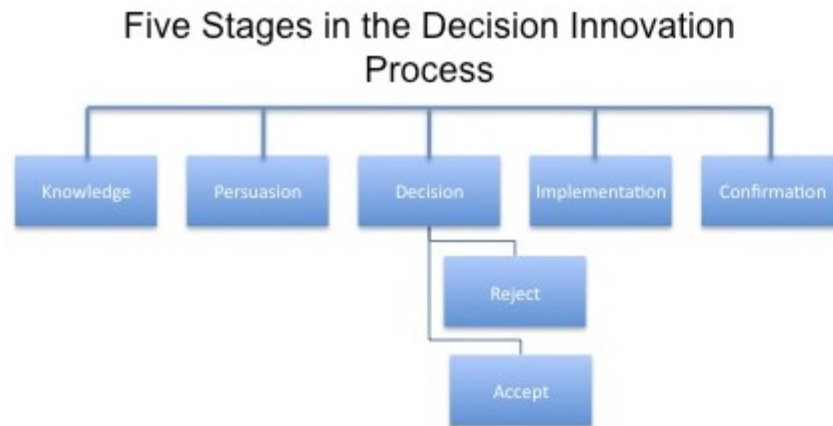 Five Stages in the Decision Innovation
Process
Knowledge
Persuasion
Decision
Implementation
Confirmation
Reject
Accept